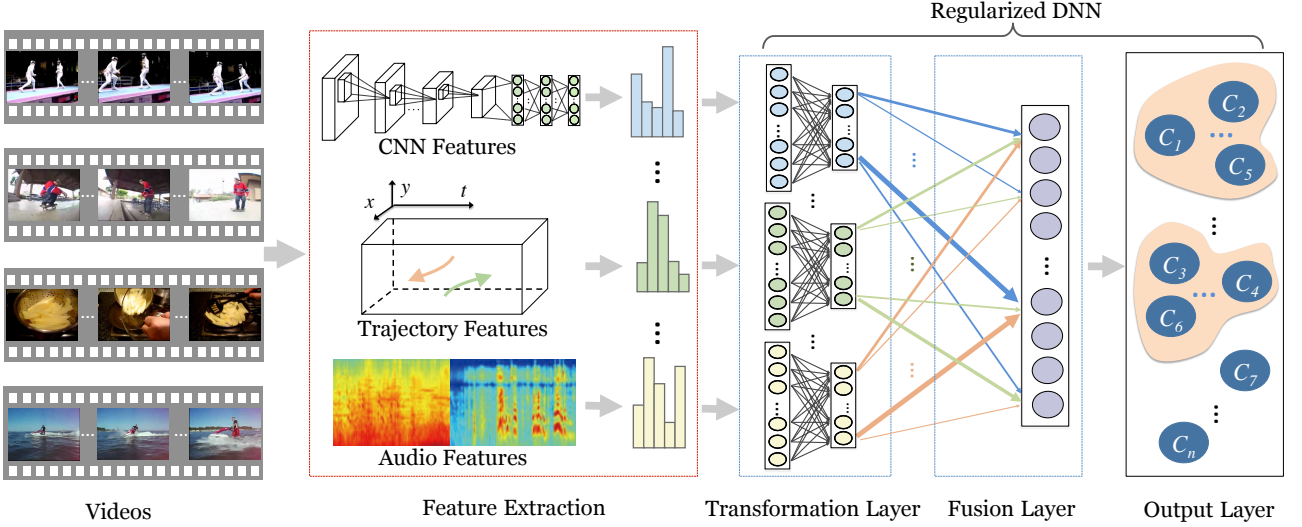 Regularized DNN
CNN Features
y
x
t
Trajectory Features
Audio Features
C1
C2
C5
C3
C4
C6
C7
Cn
Videos
Feature Extraction
Transformation Layer
Fusion Layer
Output Layer